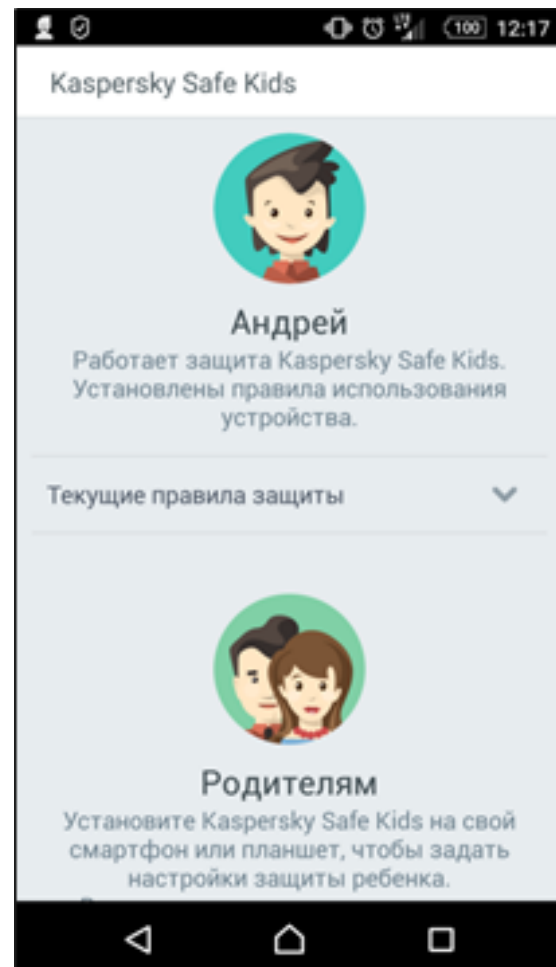 100 12:17
Kaspersky Safe Kids
Андрей
Работает защита Kaspersky Safe Kids.
Установлены правила использования
устройства.
Текущие правила защиты
Родителям
Установите Kaspersky Safe Kids на свой
смартфон или планшет, чтобы задать
настройки защиты ребенка.